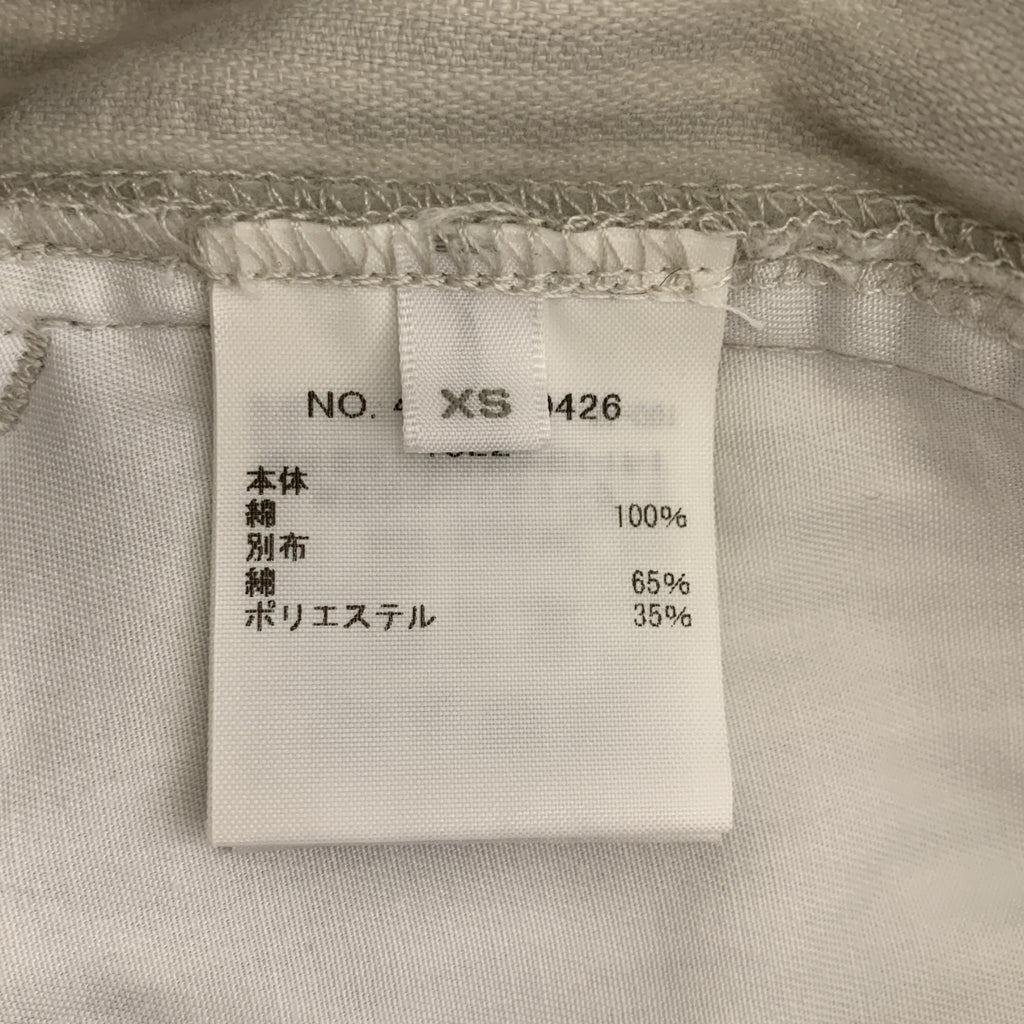 XS
NO. 4 0426
本体
綿 100%
別布
綿 65%
ポリエステル 35%